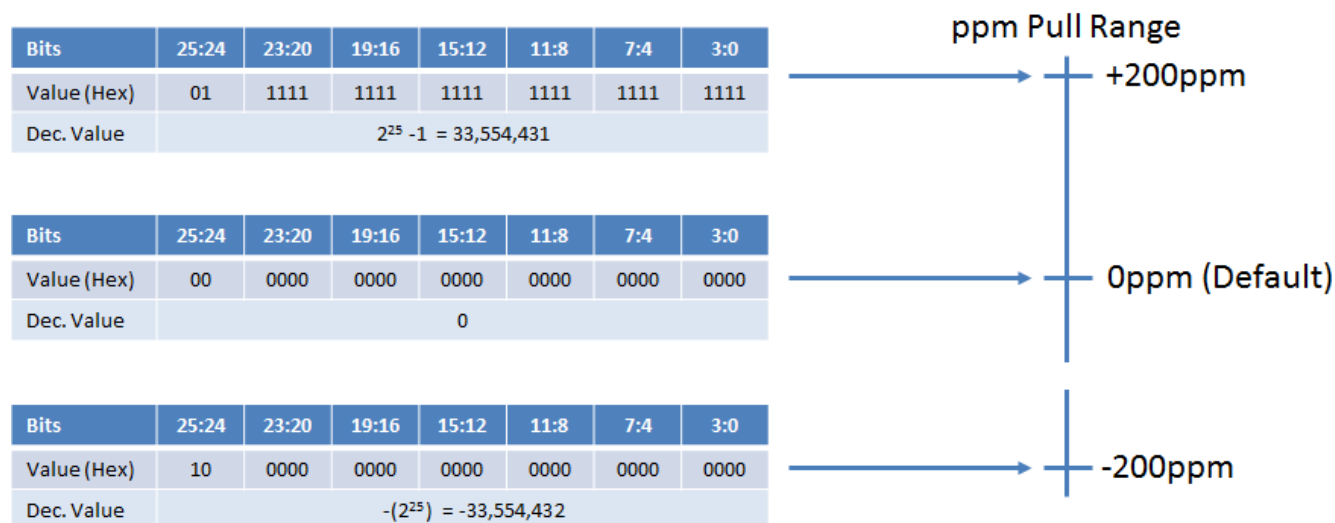 ppm Pull Range
Bits 25:24 23:20 19:16 15:12 11:8 7:4 3:0
Value (Hex) 01 1111 1111 1111 1111 1111 1111
Dec. Value 2²⁵ -1 = 33,554,431
+200ppm
Bits 25:24 23:20 19:16 15:12 11:8 7:4 3:0
Value (Hex) 00 0000 0000 0000 0000 0000 0000
Dec. Value 0
0ppm (Default)
Bits 25:24 23:20 19:16 15:12 11:8 7:4 3:0
Value (Hex) 10 0000 0000 0000 0000 0000 0000
Dec. Value -(2²⁵) = -33,554,432
-200ppm